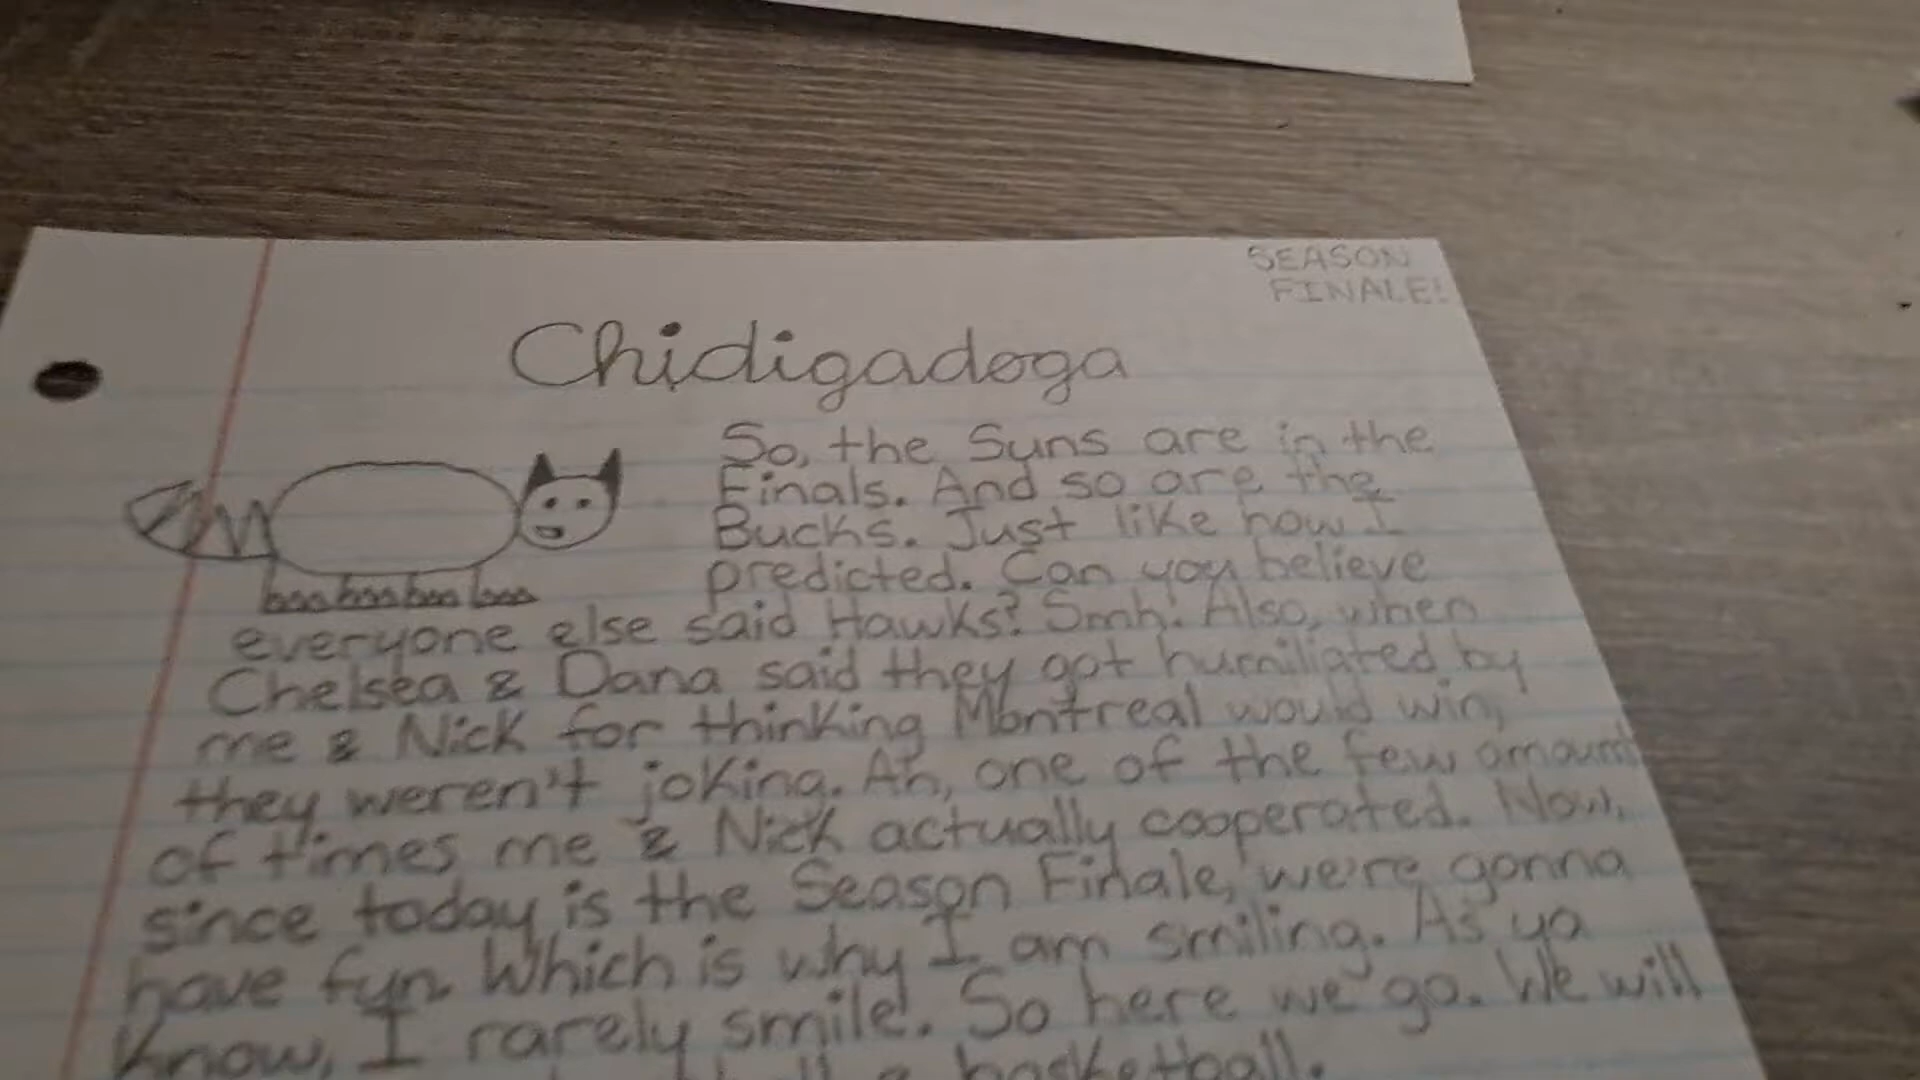 SEASON
FINALE!
Chidigadoga
So, the Suns are in the
Finals. And so are the
Bucks. Just like how I
predicted. Can you believe
everyone else said Hawks? Smh. Also, when
Chelsea & Dana said they got humiliated by
me & Nick for thinking Montreal would win,
they weren't joking. Ah, one of the few amount
of times me & Nick actually cooperated. Now,
since today is the Season Finale, we're gonna
have fun. Which is why I am smiling. As ya
know, I rarely smile. So here we go. We will
basketball.